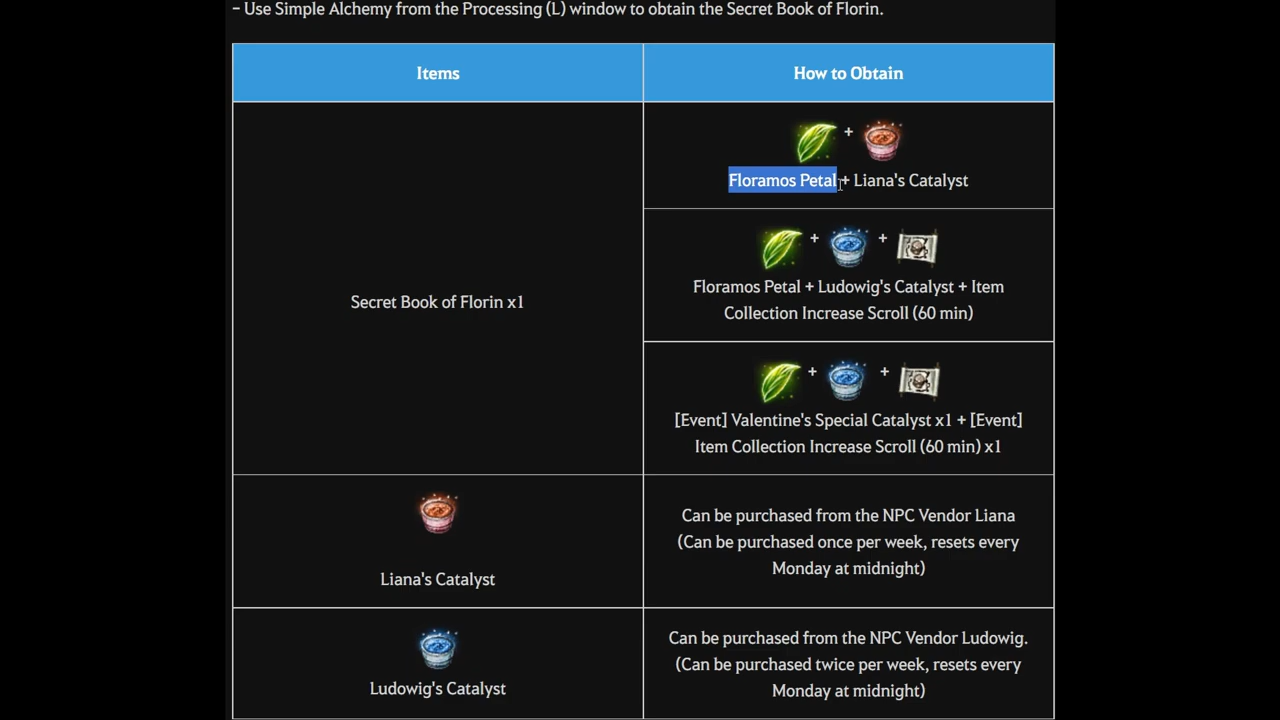 – Use Simple Alchemy from the Processing (L) window to obtain the Secret Book of Florin.
Items
How to Obtain
Secret Book of Florin x1
+
Floramos Petal + Liana's Catalyst
+ +
Floramos Petal + Ludowig's Catalyst + Item
Collection Increase Scroll (60 min)
+ +
[Event] Valentine's Special Catalyst x1 + [Event]
Item Collection Increase Scroll (60 min) x1
Liana's Catalyst
Can be purchased from the NPC Vendor Liana
(Can be purchased once per week, resets every
Monday at midnight)
Ludowig's Catalyst
Can be purchased from the NPC Vendor Ludowig.
(Can be purchased twice per week, resets every
Monday at midnight)